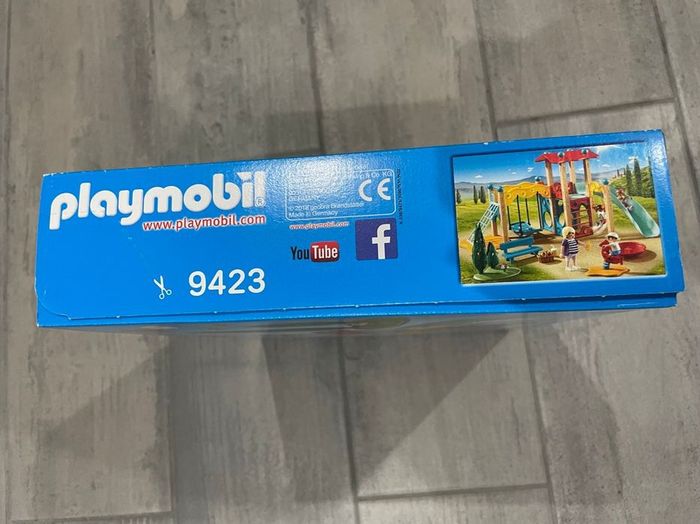 playmobil®
www.playmobil.com
9423
© 2018 geobra Brandstätter
Made in Germany
CE
www.playmobil.com
YouTube
f